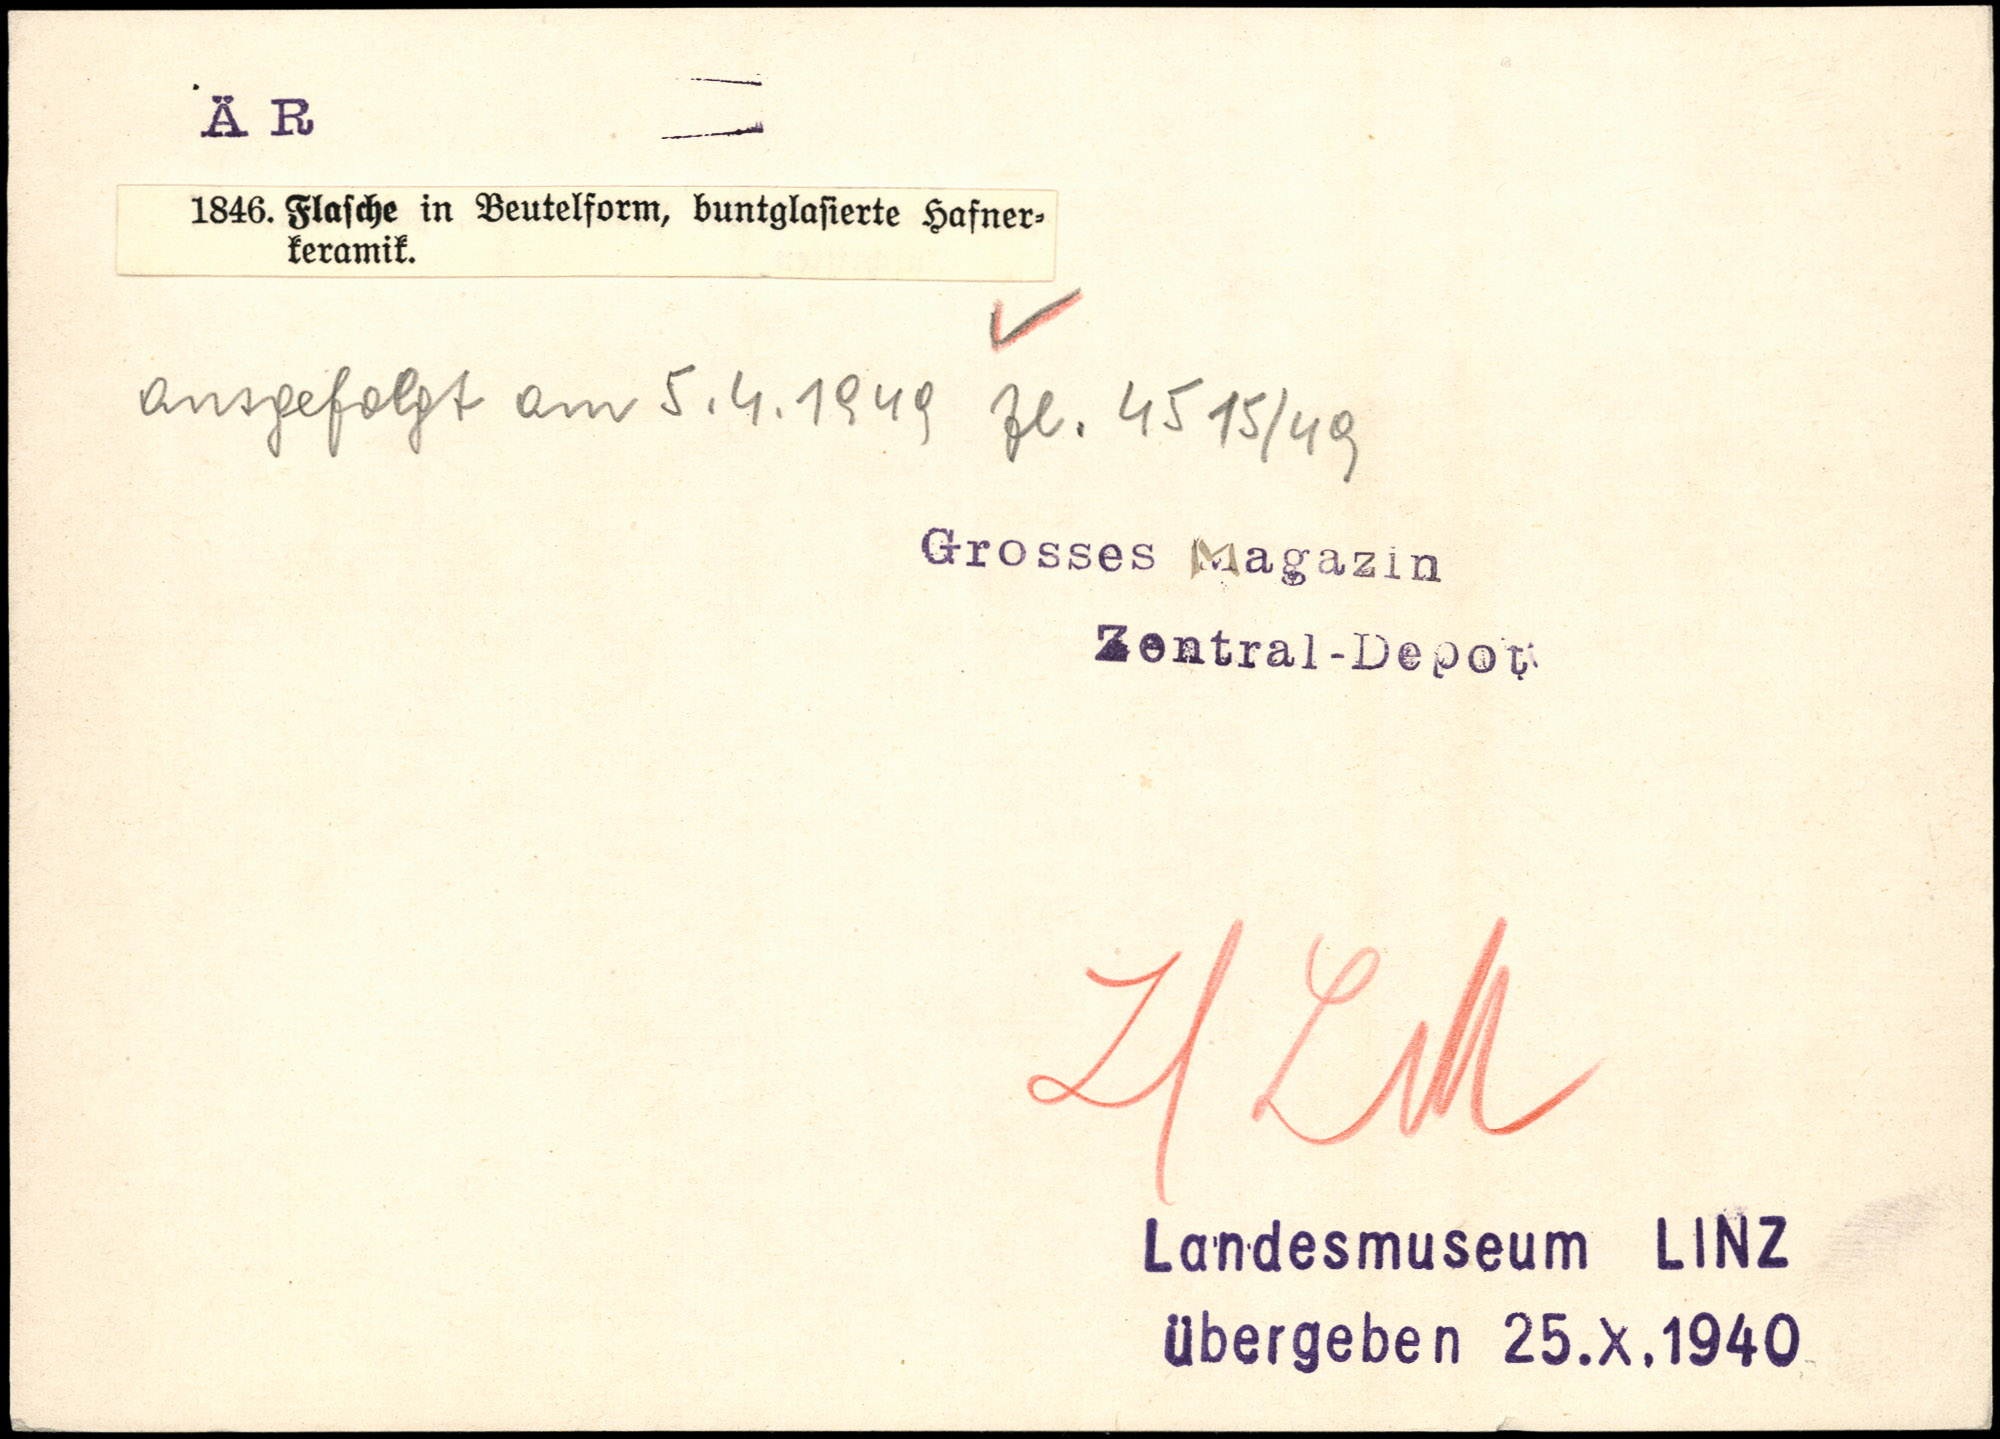 Ä R
1846. Flasche in Beutelform, buntglasierte Hafner-
keramik.
ausgefolgt am 5.4.1949 Zl. 4515/49
Grosses Magazin
Zentral-Depot
Landesmuseum LINZ
übergeben 25.X.1940